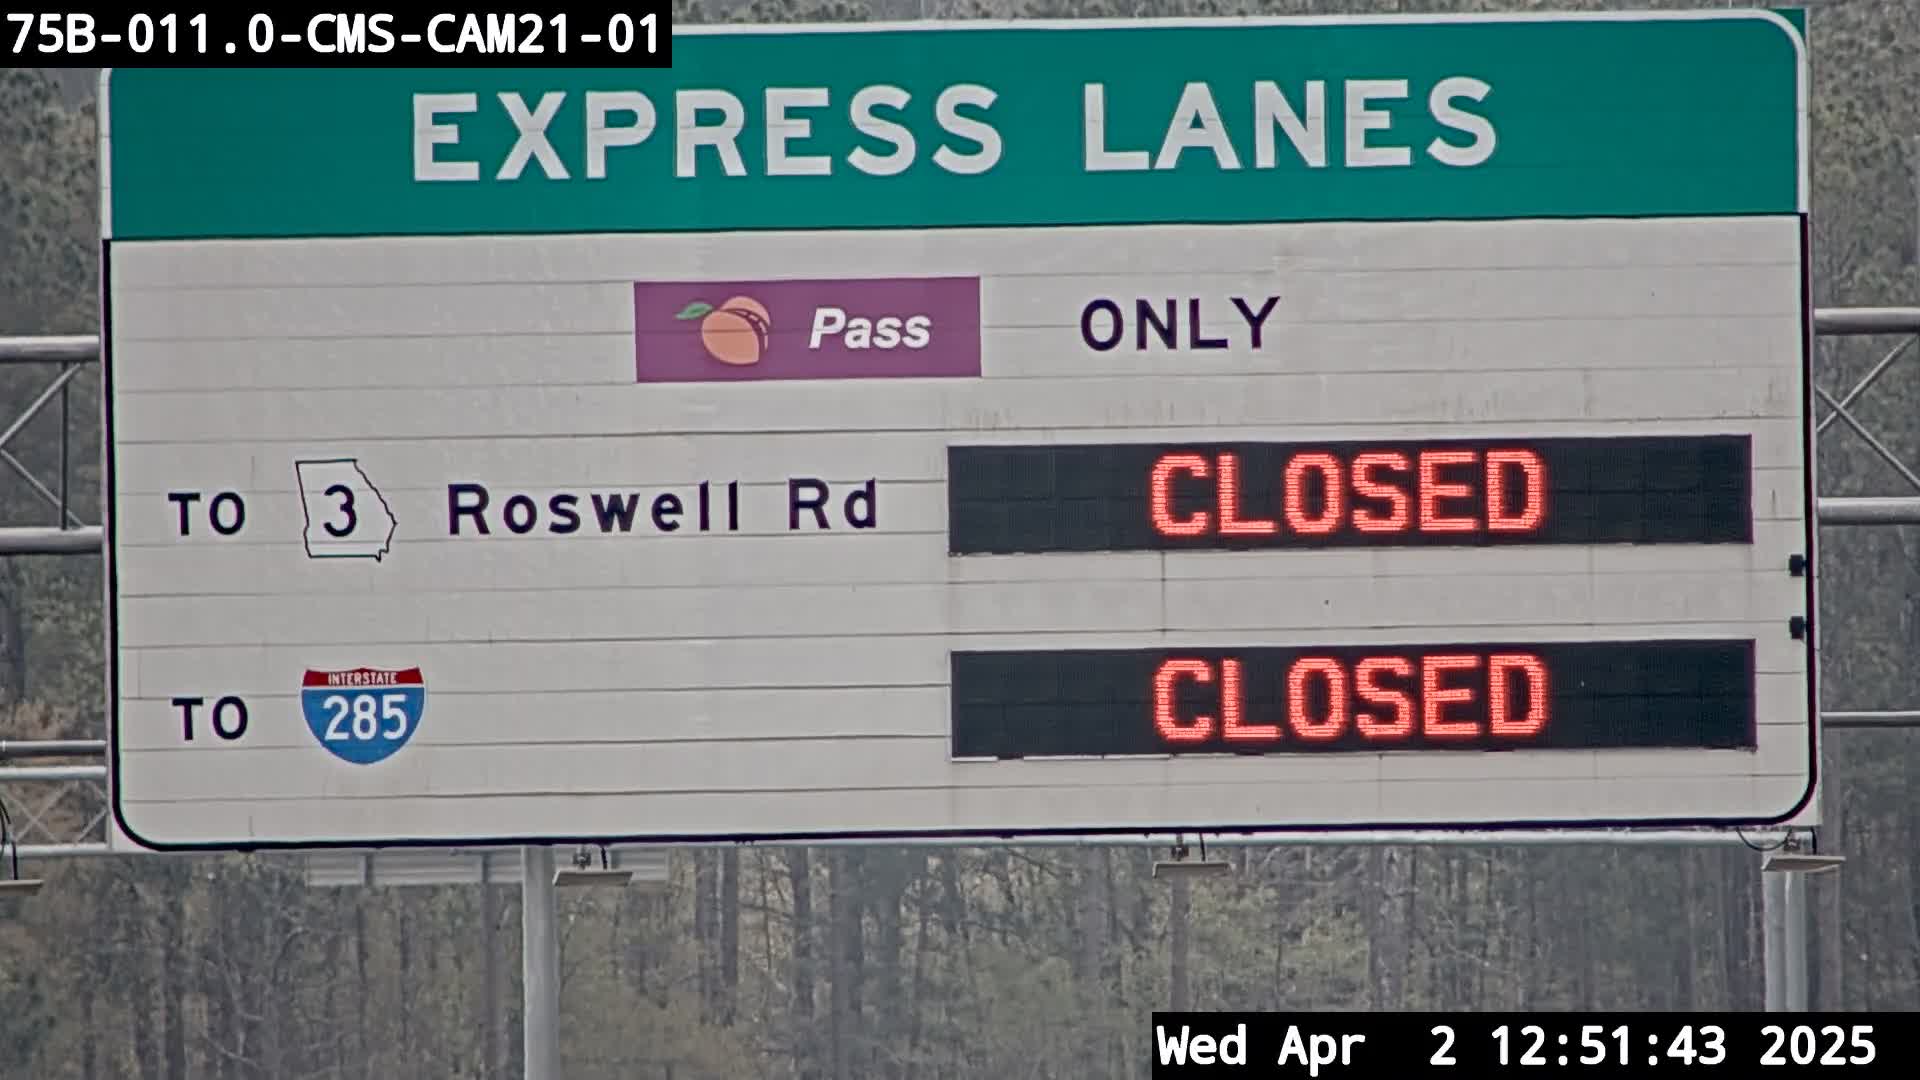 75B-011.0-CMS-CAM21-01
EXPRESS LANES
Pass ONLY
TO 3 Roswell Rd CLOSED
TO INTERSTATE 285 CLOSED
Wed Apr 2 12:51:43 2025